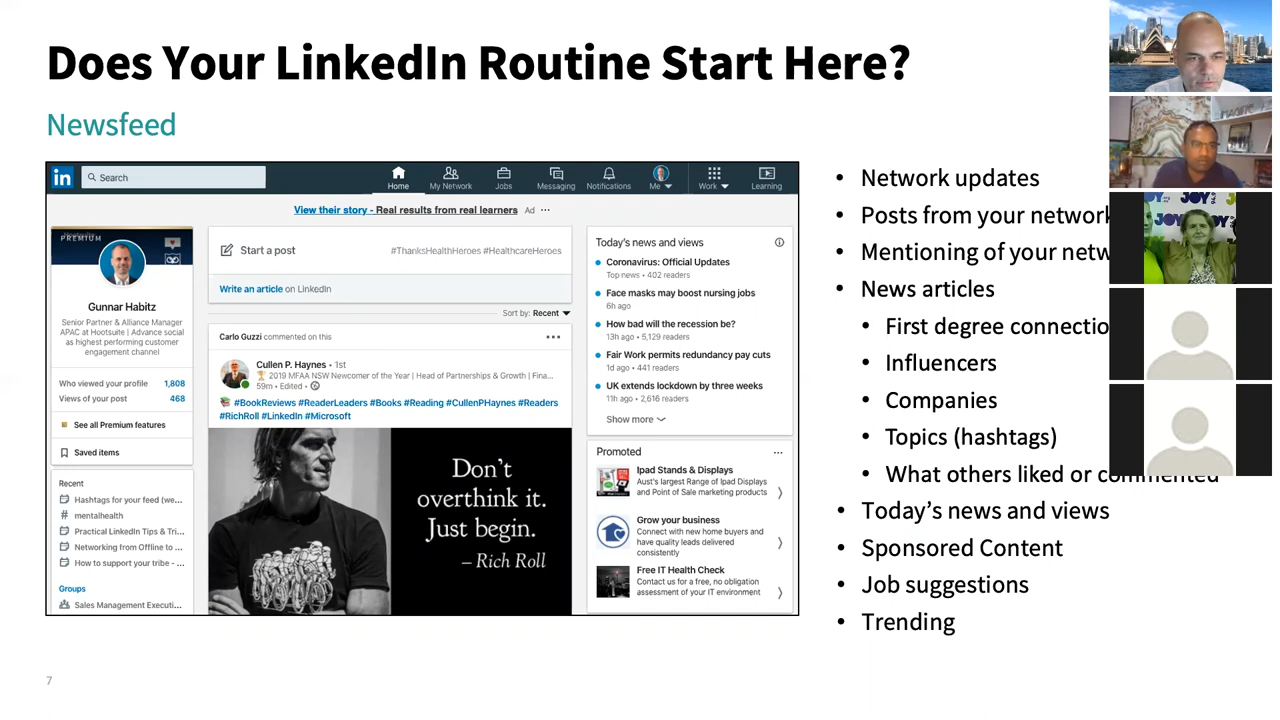 Does Your LinkedIn Routine Start Here?
Newsfeed
in
Search
Home
My Network
Jobs
Messaging
Notifications
Me
Work
Learning
View their story - Real results from real learners Ad ...
PREMIUM
Gunnar Habitz
Senior Partner & Alliance Manager
APAC at Hootsuite | Advance social
as highest performing customer
engagement channel
Who viewed your profile 1,808
Views of your post 468
See all Premium features
Saved items
Recent
Hashtags for your feed (we...
# mentalhealth
Practical LinkedIn Tips & Tri...
Networking from Offline to ...
How to support your tribe - ...
Groups
Sales Management Executi...
Start a post
#ThanksHealthHeroes #HealthcareHeroes
Write an article on LinkedIn
Sort by: Recent
Carlo Guzzi commented on this
Cullen P. Haynes • 1st
2019 MFAA NSW Newcomer of the Year | Head of Partnerships & Growth | Fina...
59m • Edited •
#BookReviews #ReaderLeaders #Books #Reading #CullenPHaynes #Readers
#RichRoll #LinkedIn #Microsoft
Don't
overthink it.
Just begin.
– Rich Roll
Today's news and views
Coronavirus: Official Updates
Top news • 402 readers
Face masks may boost nursing jobs
6h ago
How bad will the recession be?
13h ago • 5,129 readers
Fair Work permits redundancy pay cuts
1d ago • 441 readers
UK extends lockdown by three weeks
11h ago • 2,616 readers
Show more
Promoted
Ipad Stands & Displays
Aust's largest Range of Ipad Displays
and Point of Sale marketing products
Grow your business
Connect with new home buyers and
have quality leads delivered
consistently
Free IT Health Check
Contact us for a free, no obligation
assessment of your IT environment
• Network updates
• Posts from your network
• Mentioning of your
• News articles
• First degree
• Influencers
• Companies
• Topics (hashtags)
• What others liked or commented
• Today's news and views
• Sponsored Content
• Job suggestions
• Trending
JOY
JOY
94.9
7